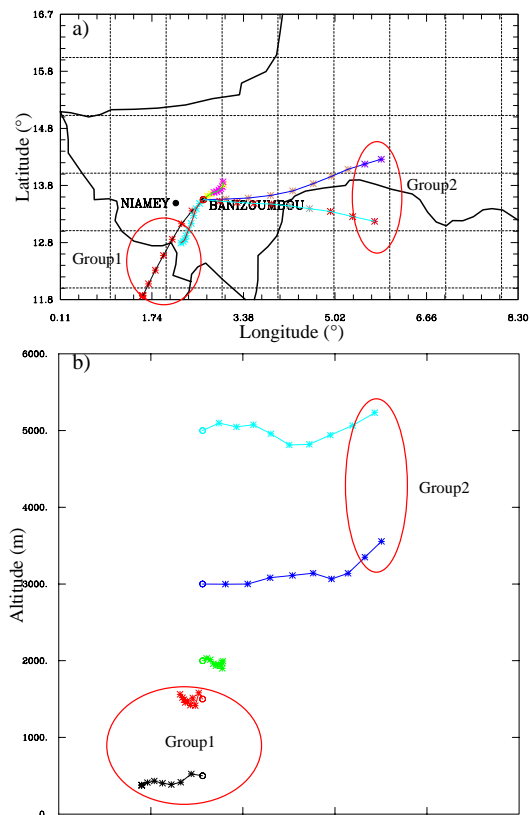 a)
16.7
15.8
14.8
13.8
12.8
11.8
Latitude (°)
NIAMEY
BANIZOUMBOU
Group1
Group2
0.11 1.74 3.38 5.02 6.66 8.30
Longitude (°)
b)
6000.
5000.
4000.
3000.
2000.
1000.
0.
Altitude (m)
Group2
Group1